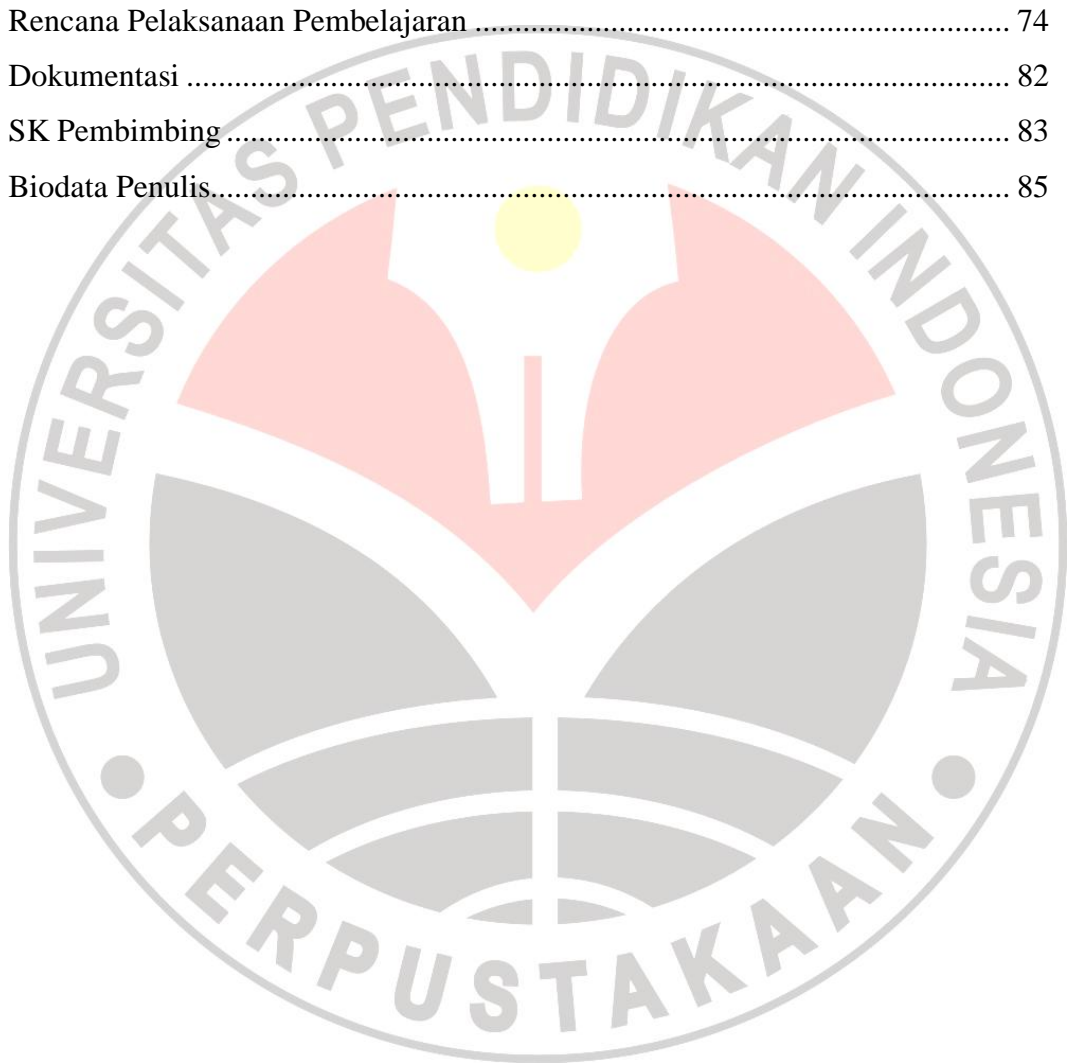 Rencana Pelaksanaan Pembelajaran .......................................................................... 74
Dokumentasi ............................................................................................................. 82
SK Pembimbing ........................................................................................................ 83
Biodata Penulis.......................................................................................................... 85
UNIVERSITAS PENDIDIKAN INDONESIA
PERPUSTAKAAN